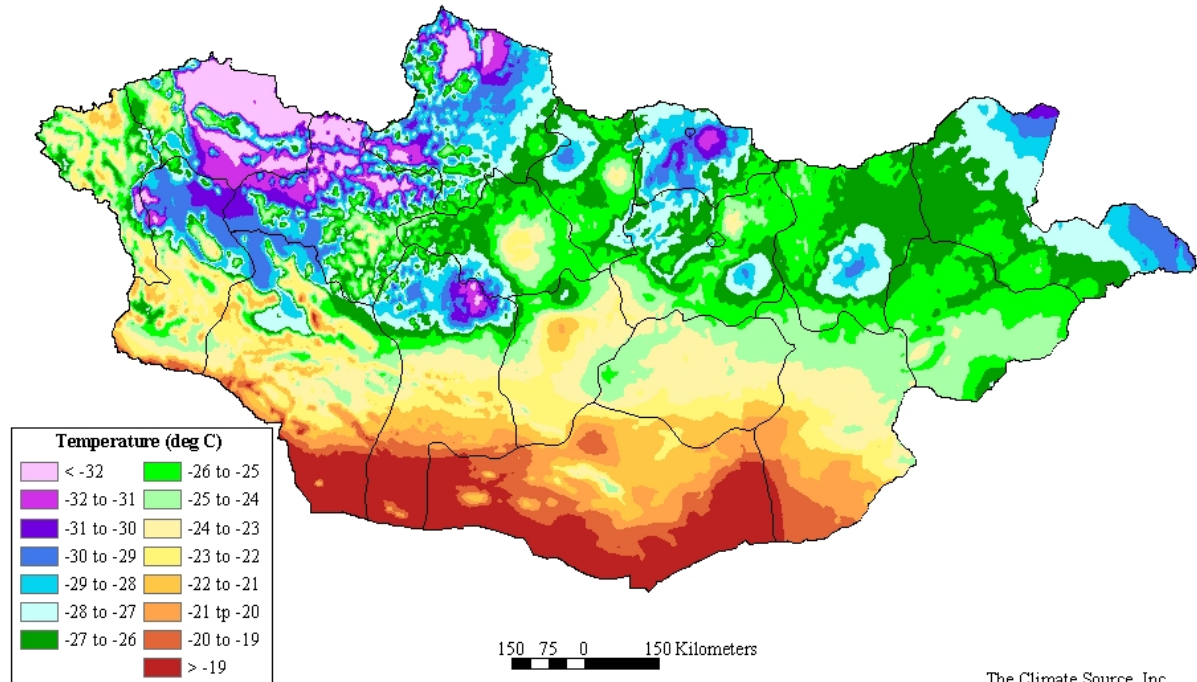 Temperature (deg C)
< -32
-32 to -31
-31 to -30
-30 to -29
-29 to -28
-28 to -27
-27 to -26
-26 to -25
-25 to -24
-24 to -23
-23 to -22
-22 to -21
-21 tp -20
-20 to -19
> -19
150 75 0 150 Kilometers
The Climate Source, Inc.